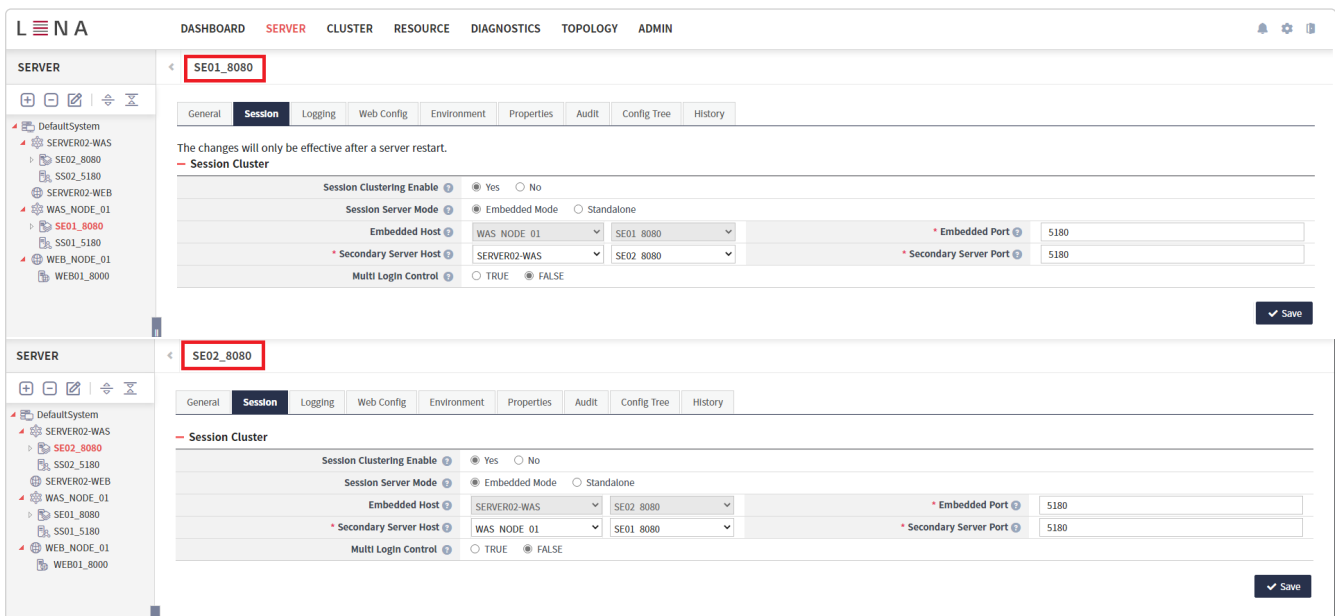 LENA DASHBOARD SERVER CLUSTER RESOURCE DIAGNOSTICS TOPOLOGY ADMIN
SERVER SE01_8080
General Session Logging Web Config Environment Properties Audit Config Tree History
DefaultSystem
SERVER02-WAS
SE02_8080
SS02_5180
SERVER02-WEB
WAS_NODE_01
SE01_8080
SS01_5180
WEB_NODE_01
WEB01_8000
The changes will only be effective after a server restart.
Session Cluster
Session Clustering Enable ? Yes No
Session Server Mode ? Embedded Mode Standalone
Embedded Host ? WAS_NODE_01 SE01_8080 * Embedded Port ? 5180
* Secondary Server Host ? SERVER02-WAS SE02_8080 * Secondary Server Port ? 5180
Multi Login Control ? TRUE FALSE
Save
SERVER SE02_8080
General Session Logging Web Config Environment Properties Audit Config Tree History
DefaultSystem
SERVER02-WAS
SE02_8080
SS02_5180
SERVER02-WEB
WAS_NODE_01
SE01_8080
SS01_5180
WEB_NODE_01
WEB01_8000
Session Cluster
Session Clustering Enable ? Yes No
Session Server Mode ? Embedded Mode Standalone
Embedded Host ? SERVER02-WAS SE02_8080 * Embedded Port ? 5180
* Secondary Server Host ? WAS_NODE_01 SE01_8080 * Secondary Server Port ? 5180
Multi Login Control ? TRUE FALSE
Save